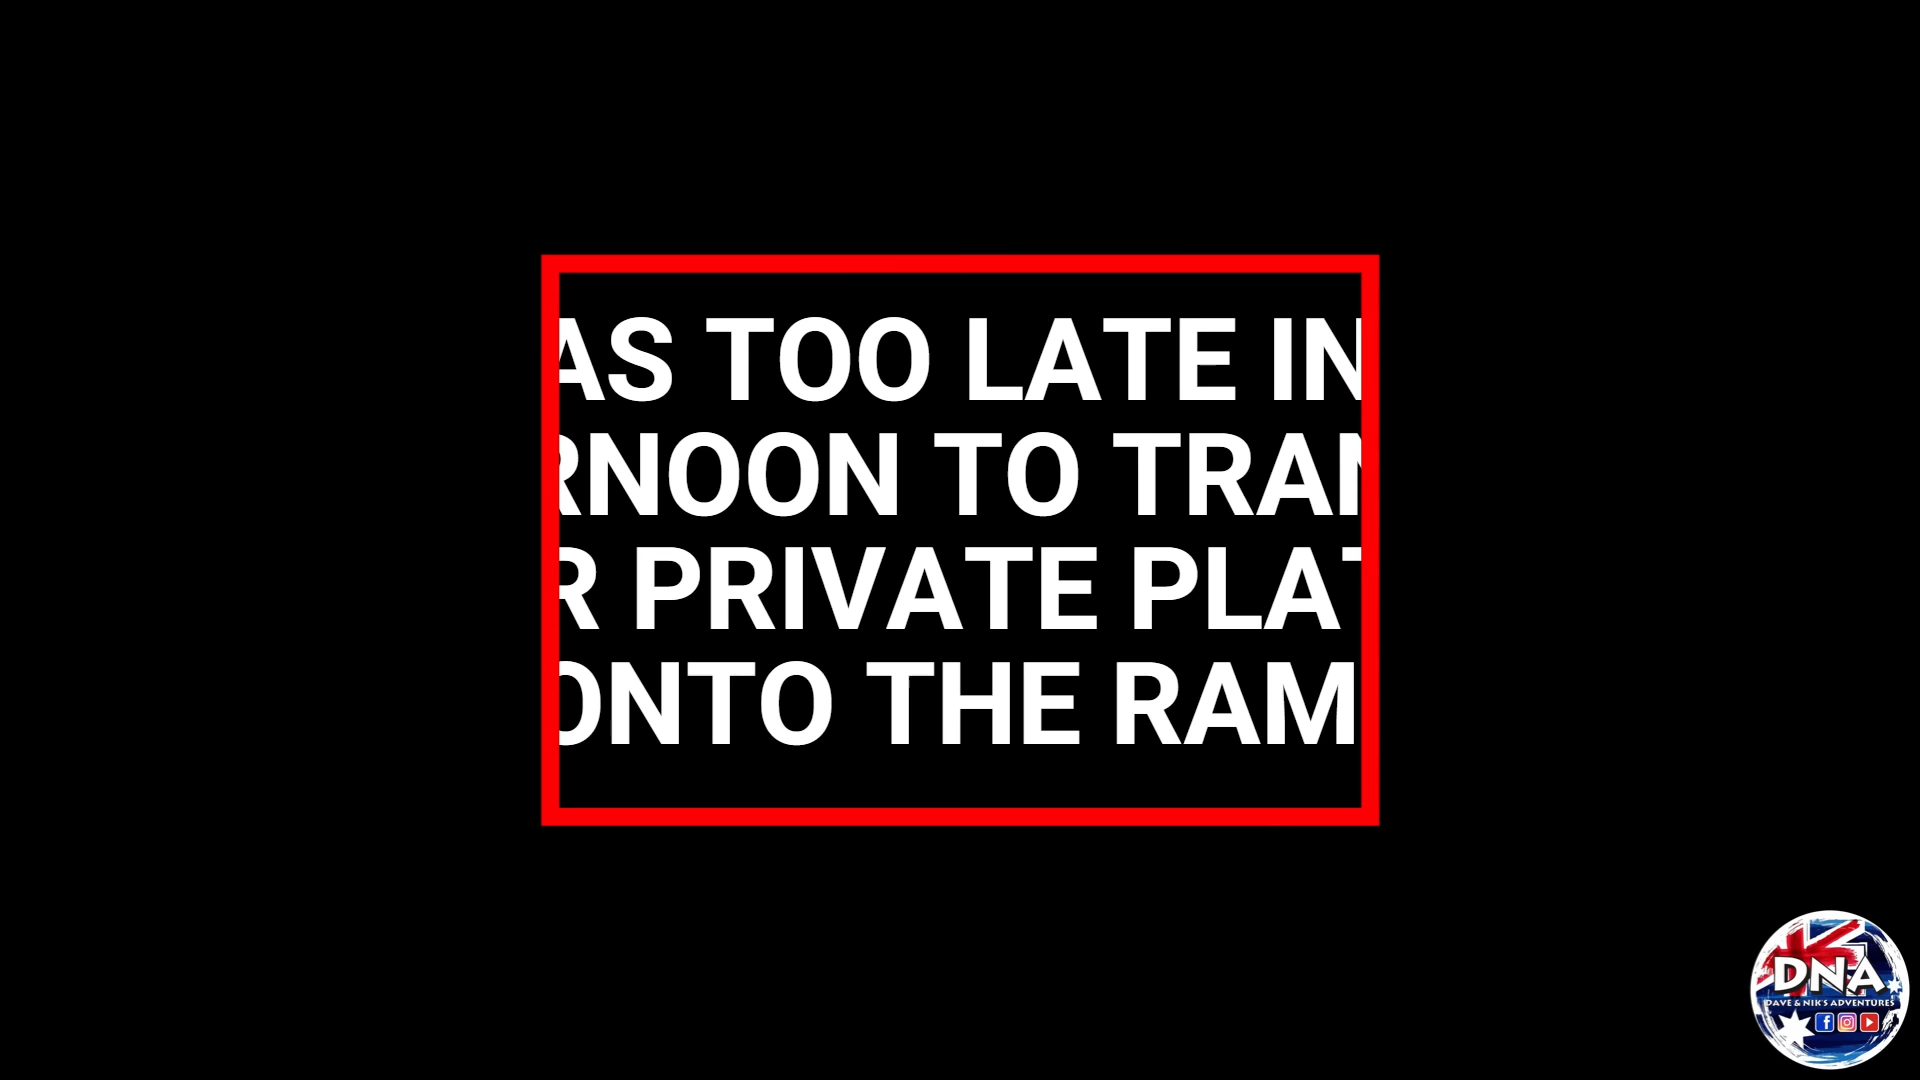 AS TOO LATE IN
RNOON TO TRAN
R PRIVATE PLAT
ONTO THE RAM
DNA
DAVE & NIK'S ADVENTURES